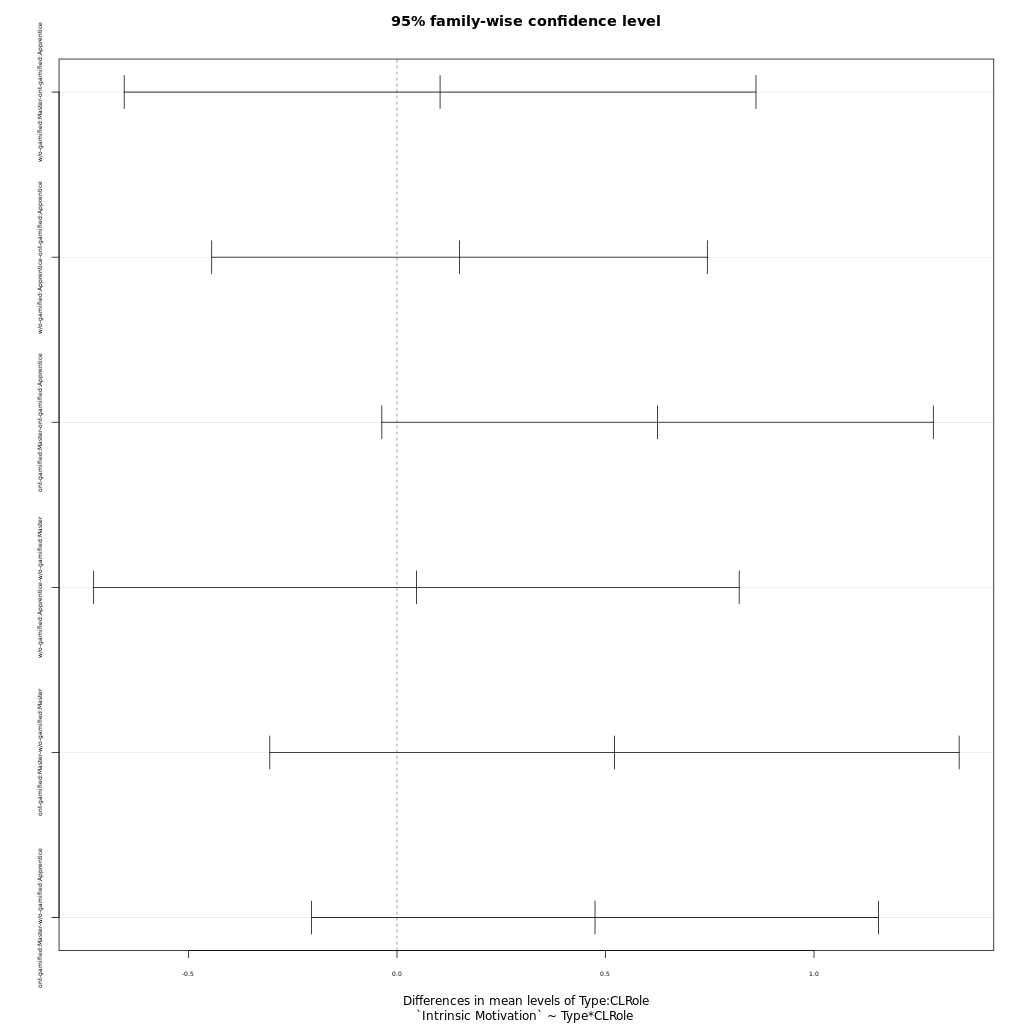 95% family-wise confidence level
w/o-gamified:Master-ont-gamified:Apprentice
w/o-gamified:Apprentice-ont-gamified:Apprentice
ont-gamified:Master-ont-gamified:Apprentice
w/o-gamified:Apprentice-w/o-gamified:Master
ont-gamified:Master-w/o-gamified:Master
ont-gamified:Master-w/o-gamified:Apprentice
-0.5 0.0 0.5 1.0
Differences in mean levels of Type:CLRole
`Intrinsic Motivation` ~ Type*CLRole